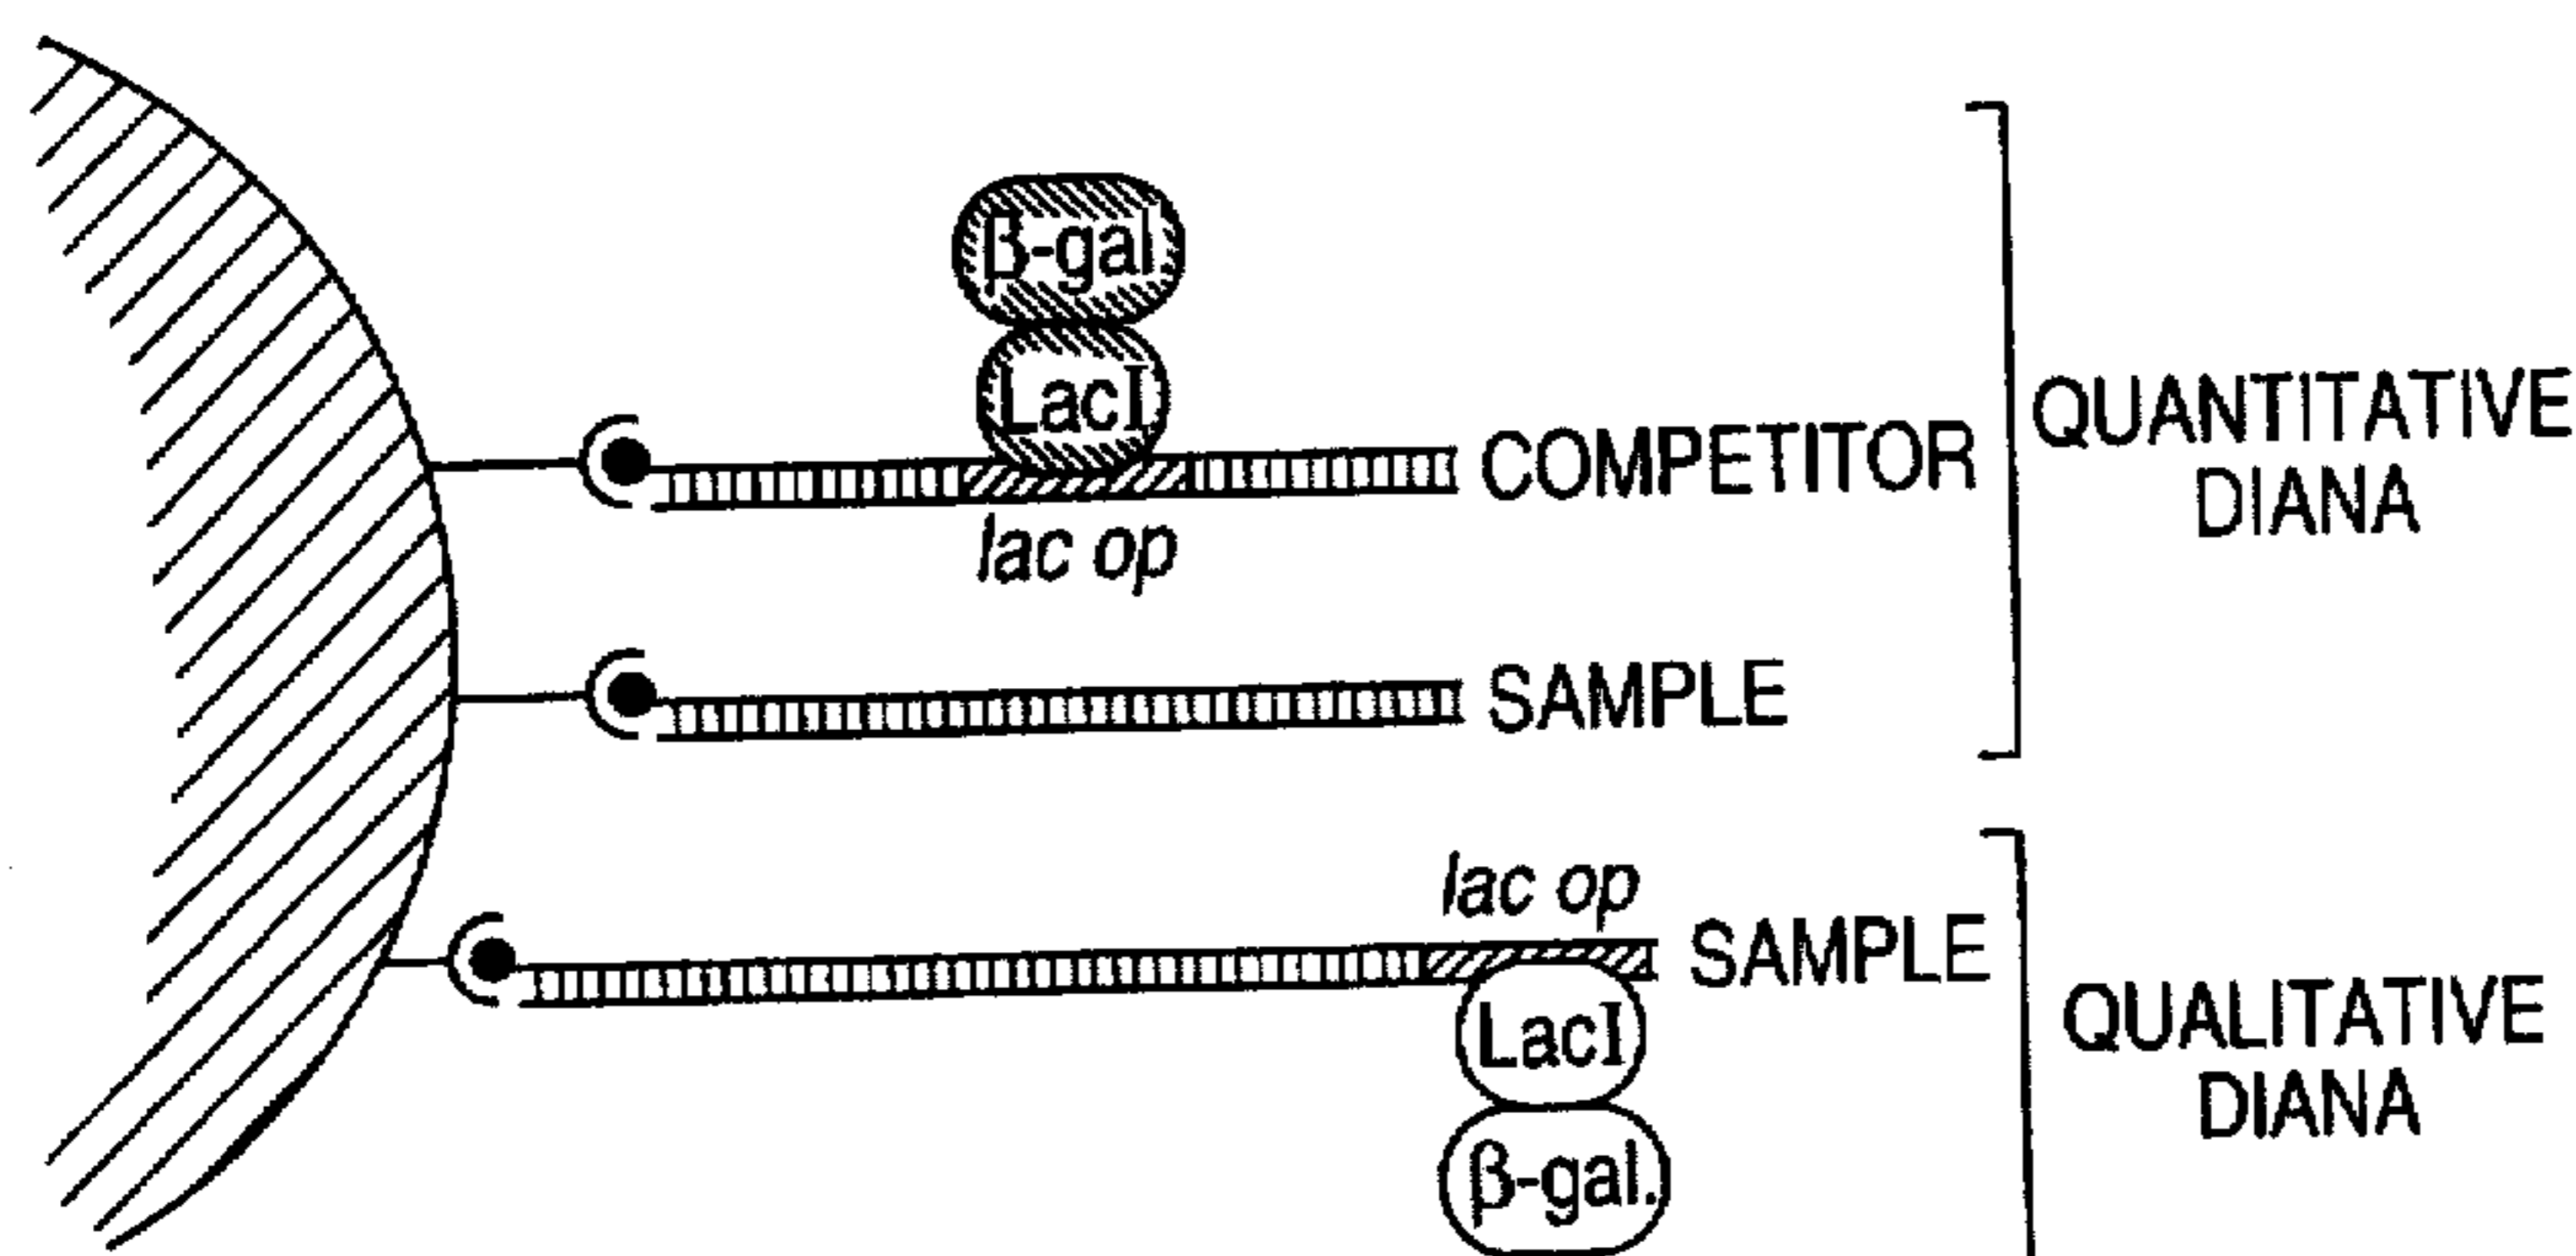 β-gal
LacI
COMPETITOR
lac op
SAMPLE
QUANTITATIVE
DIANA
lac op
SAMPLE
LacI
β-gal.
QUALITATIVE
DIANA